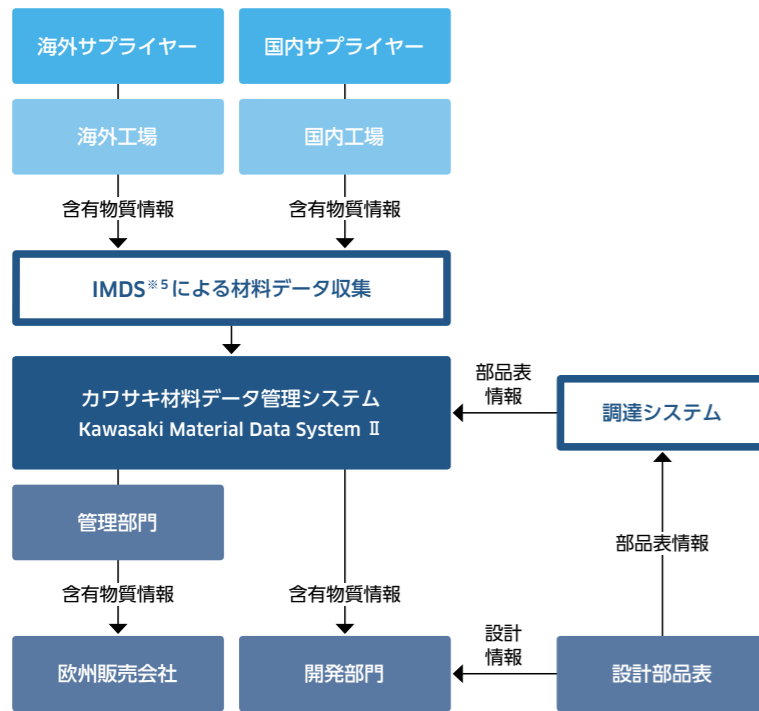 海外サプライヤー
国内サプライヤー
海外工場
国内工場
含有物質情報
含有物質情報
IMDS※5による材料データ収集
カワサキ材料データ管理システム
Kawasaki Material Data System Ⅱ
部品表
情報
調達システム
管理部門
部品表情報
含有物質情報
含有物質情報
設計
情報
欧州販売会社
開発部門
設計部品表